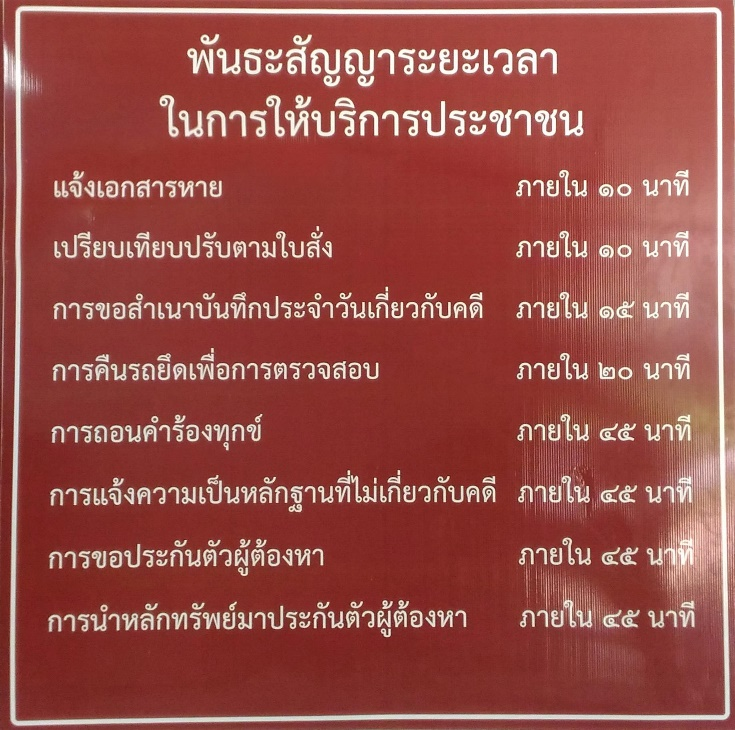 พันธะสัญญาระยะเวลา
ในการให้บริการประชาชน
แจ้งเอกสารหาย ภายใน ๑๐ นาที
เปรียบเทียบปรับตามใบสั่ง ภายใน ๑๐ นาที
การขอสำเนาบันทึกประจำวันเกี่ยวกับคดี ภายใน ๑๕ นาที
การคืนรถยึดเพื่อการตรวจสอบ ภายใน ๒๐ นาที
การถอนคำร้องทุกข์ ภายใน ๔๕ นาที
การแจ้งความเป็นหลักฐานที่ไม่เกี่ยวกับคดี ภายใน ๔๕ นาที
การขอประกันตัวผู้ต้องหา ภายใน ๔๕ นาที
การนำหลักทรัพย์มาประกันตัวผู้ต้องหา ภายใน ๔๕ นาที